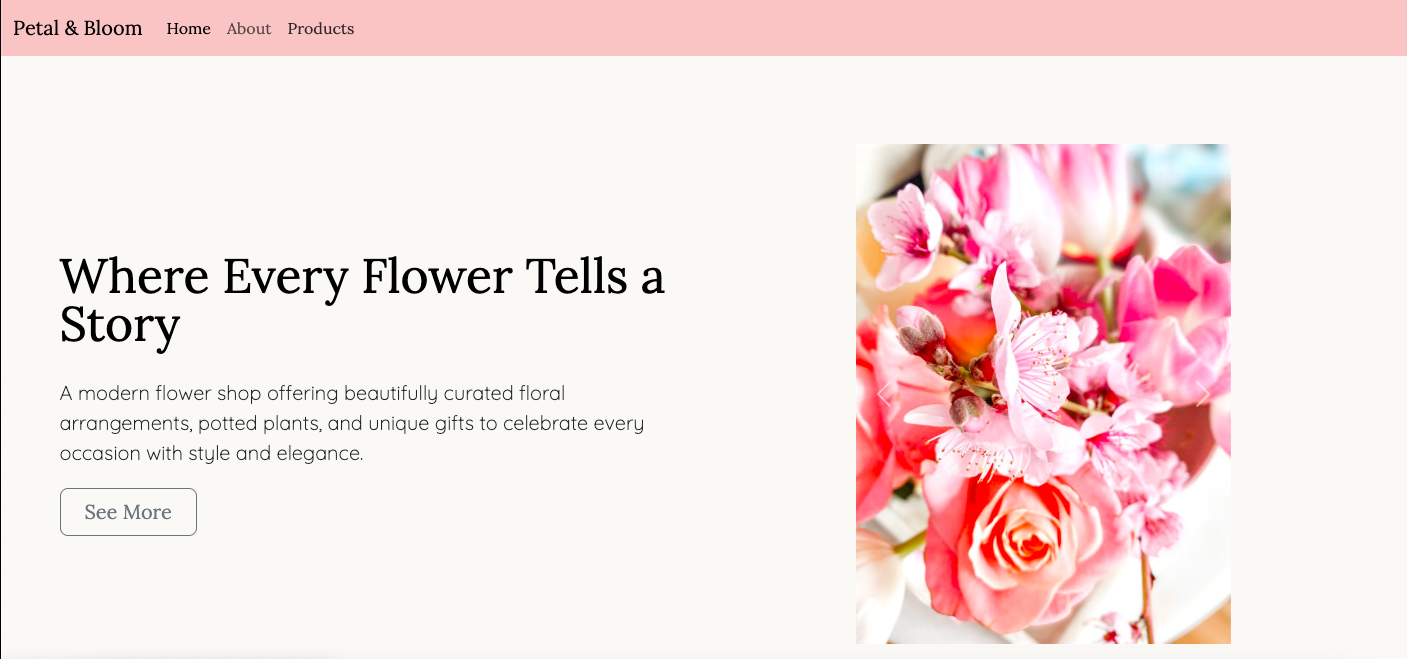 Petal & Bloom Home About Products
Where Every Flower Tells a
Story
A modern flower shop offering beautifully curated floral
arrangements, potted plants, and unique gifts to celebrate every
occasion with style and elegance.
See More